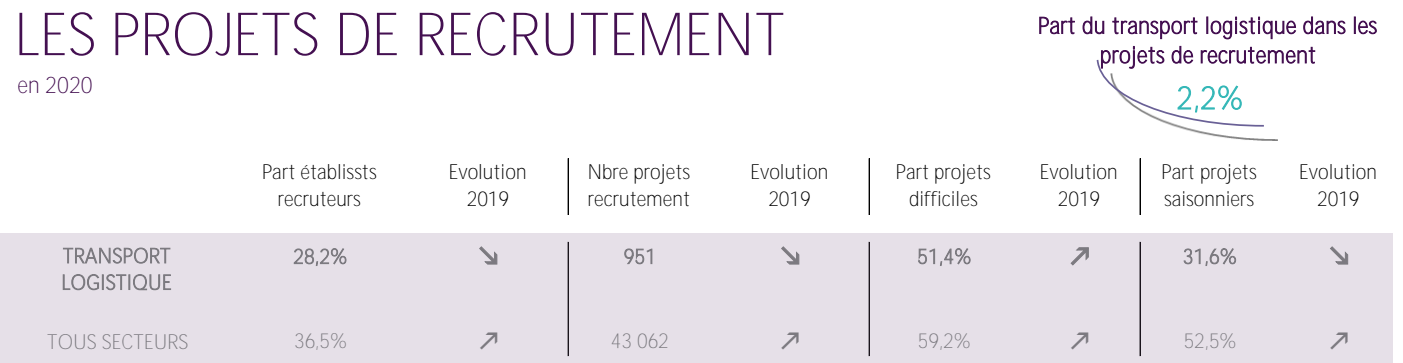 LES PROJETS DE RECRUTEMENT
en 2020
Part du transport logistique dans les
projets de recrutement
2,2%
Part établissts Evolution Nbre projets Evolution Part projets Evolution Part projets Evolution
recruteurs 2019 recrutement 2019 difficiles 2019 saisonniers 2019
TRANSPORT 28,2% ↘ 951 ↘ 51,4% ↗ 31,6% ↘
LOGISTIQUE
TOUS SECTEURS 36,5% ↗ 43 062 ↗ 59,2% ↗ 52,5% ↗